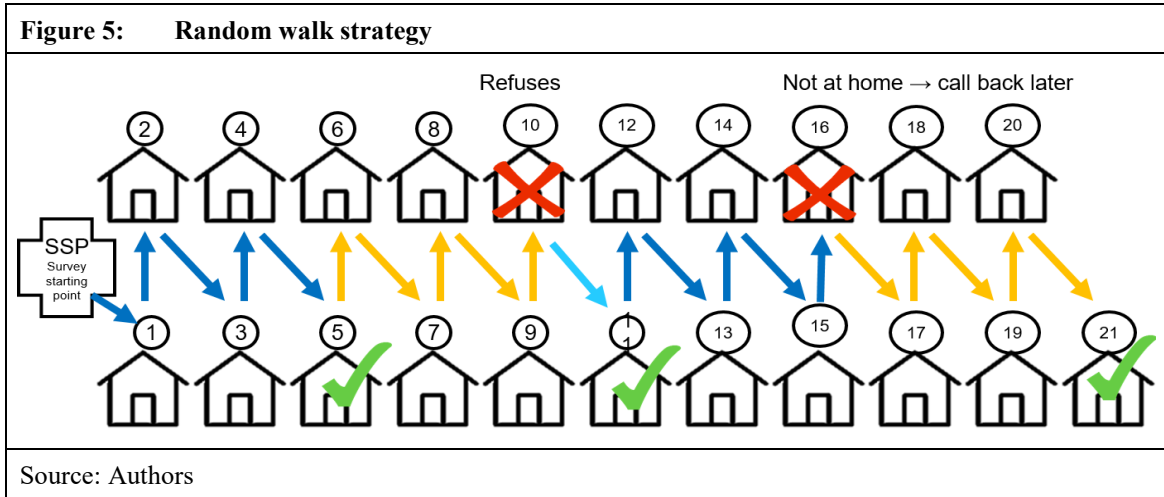 Figure 5: Random walk strategy
Refuses
Not at home → call back later
2 4 6 8 10 12 14 16 18 20
SSP
Survey
starting
point
1 3 5 7 9 11 13 15 17 19 21
Source: Authors